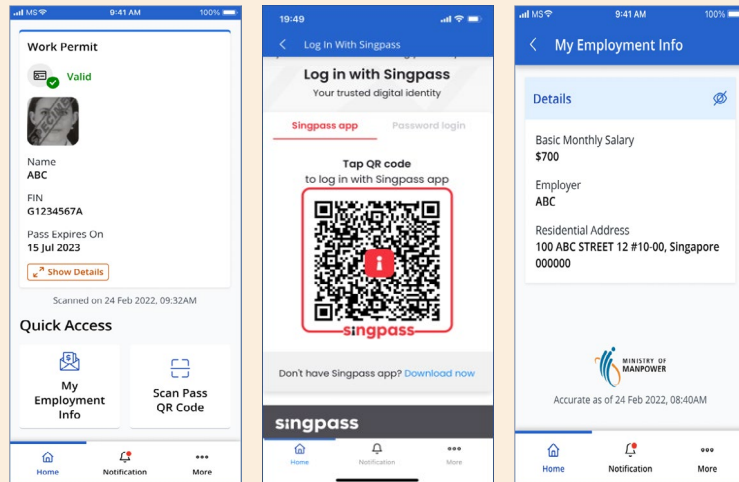 MS
9:41 AM
100%
Work Permit
Valid
SPECIMEN
Name
ABC
FIN
G1234567A
Pass Expires On
15 Jul 2023
Show Details
Scanned on 24 Feb 2022, 09:32AM
Quick Access
My
Employment
Info
Scan Pass
QR Code
Home
Notification
More
19:49
Log In With Singpass
Log in with Singpass
Your trusted digital identity
Singpass app
Password login
Tap QR code
to log in with Singpass app
singpass
Don't have Singpass app? Download now
singpass
Home
Notification
More
MS
9:41 AM
100%
My Employment Info
Details
Basic Monthly Salary
$700
Employer
ABC
Residential Address
100 ABC STREET 12 #10-00, Singapore
000000
MINISTRY OF
MANPOWER
Accurate as of 24 Feb 2022, 08:40AM
Home
Notification
More